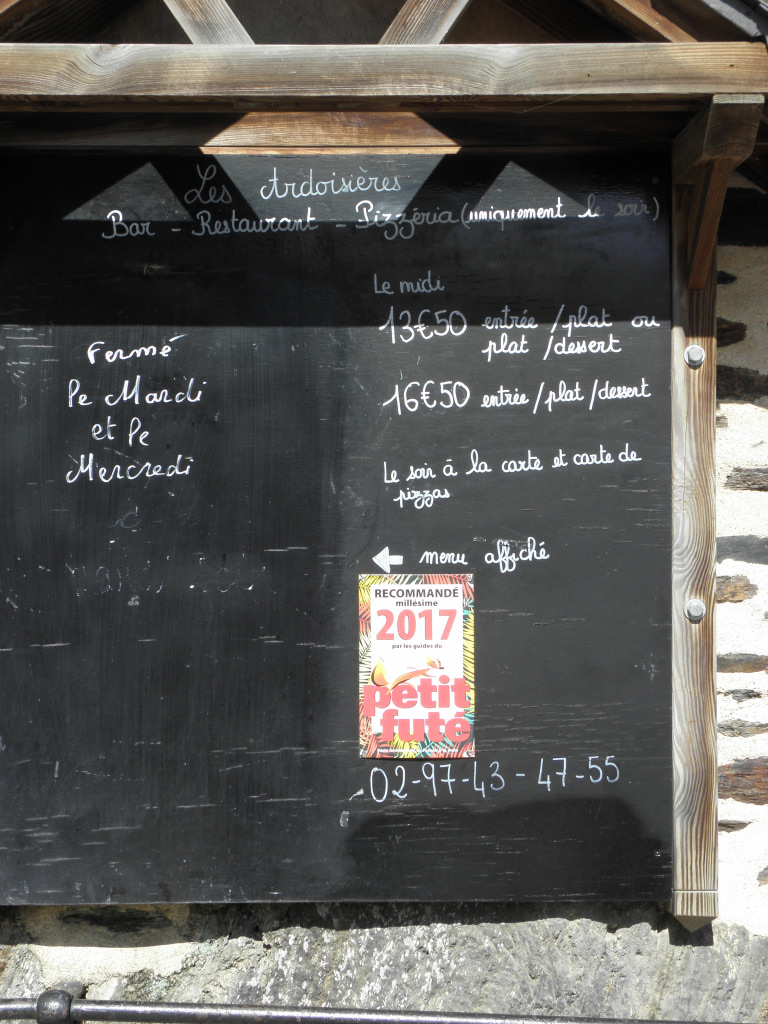 Les Ardoisières
Bar - Restaurant - Pizzéria (uniquement le soir)
Fermé
le Mardi
et le
Mercredi
Le midi
13€50 entrée/plat ou
plat/dessert
16€50 entrée/plat/dessert
Le soir à la carte et carte de
pizzas
menu affiché
RECOMMANDÉ
millésime
2017
par les guides du
petit
futé
02-97-43-47-55